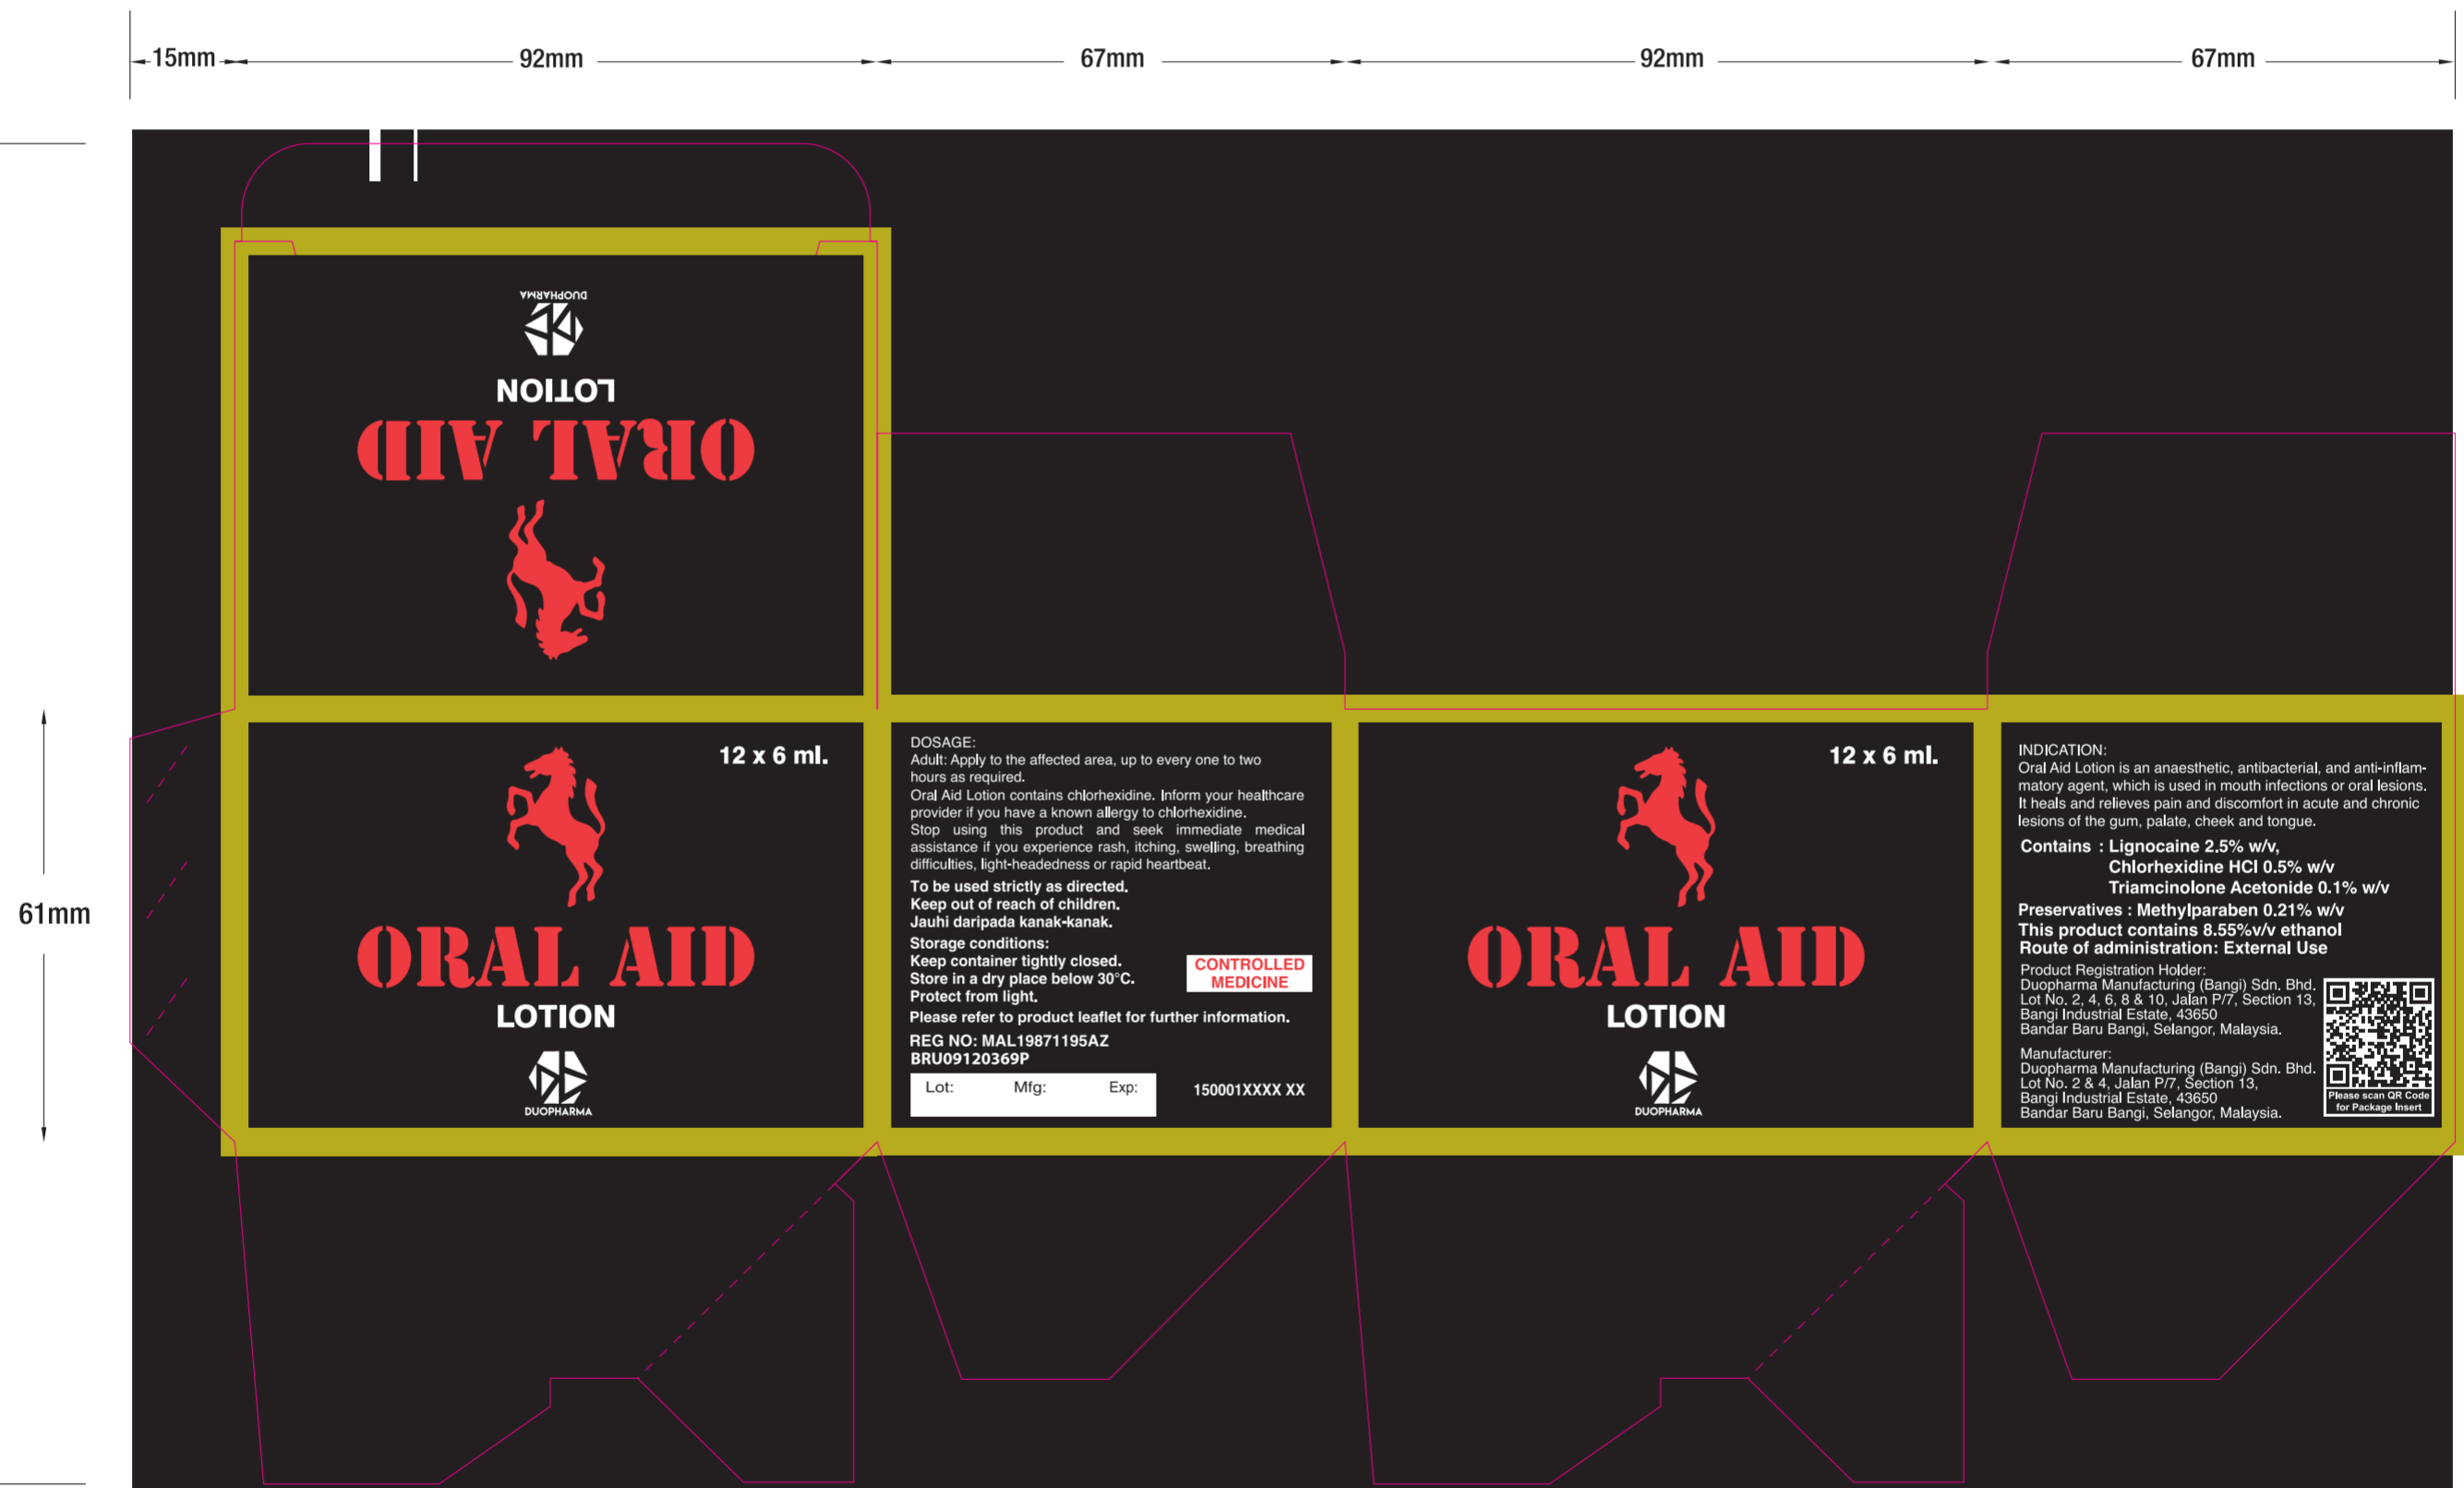 15mm
92mm
67mm
92mm
67mm
61mm
DUOPHARMA
LOTION
ORAL AID
12 x 6 ml.
ORAL AID
LOTION
DUOPHARMA
DOSAGE:
Adult: Apply to the affected area, up to every one to two
hours as required.
Oral Aid Lotion contains chlorhexidine. Inform your healthcare
provider if you have a known allergy to chlorhexidine.
Stop using this product and seek immediate medical
assistance if you experience rash, itching, swelling, breathing
difficulties, light-headedness or rapid heartbeat.
To be used strictly as directed.
Keep out of reach of children.
Jauhi daripada kanak-kanak.
Storage conditions:
Keep container tightly closed.
Store in a dry place below 30°C.
Protect from light.
CONTROLLED
MEDICINE
Please refer to product leaflet for further information.
REG NO: MAL19871195AZ
BRU09120369P
Lot: Mfg: Exp:
150001XXXX XX
12 x 6 ml.
ORAL AID
LOTION
DUOPHARMA
INDICATION:
Oral Aid Lotion is an anaesthetic, antibacterial, and anti-inflam-
matory agent, which is used in mouth infections or oral lesions.
It heals and relieves pain and discomfort in acute and chronic
lesions of the gum, palate, cheek and tongue.
Contains : Lignocaine 2.5% w/v,
Chlorhexidine HCl 0.5% w/v
Triamcinolone Acetonide 0.1% w/v
Preservatives : Methylparaben 0.21% w/v
This product contains 8.55%v/v ethanol
Route of administration: External Use
Product Registration Holder:
Duopharma Manufacturing (Bangi) Sdn. Bhd.
Lot No. 2, 4, 6, 8 & 10, Jalan P/7, Section 13,
Bangi Industrial Estate, 43650
Bandar Baru Bangi, Selangor, Malaysia.
Manufacturer:
Duopharma Manufacturing (Bangi) Sdn. Bhd.
Lot No. 2 & 4, Jalan P/7, Section 13,
Bangi Industrial Estate, 43650
Bandar Baru Bangi, Selangor, Malaysia.
Please scan QR Code
for Package Insert